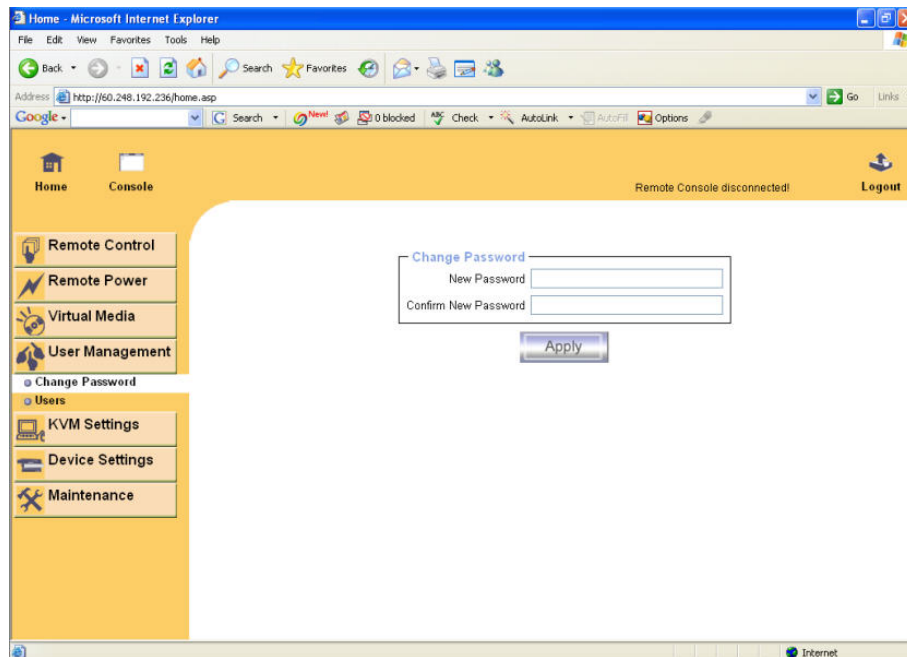 Home - Microsoft Internet Explorer
File Edit View Favorites Tools Help
Back Search Favorites
Address http://60.248.192.236/home.asp Go Links
Google Search New! 0 blocked ABC Check AutoLink AutoFill Options
Home Console Remote Console disconnected! Logout
Remote Control
Remote Power
Virtual Media
User Management
Change Password
Users
KVM Settings
Device Settings
Maintenance
Change Password
New Password
Confirm New Password
Apply
Internet